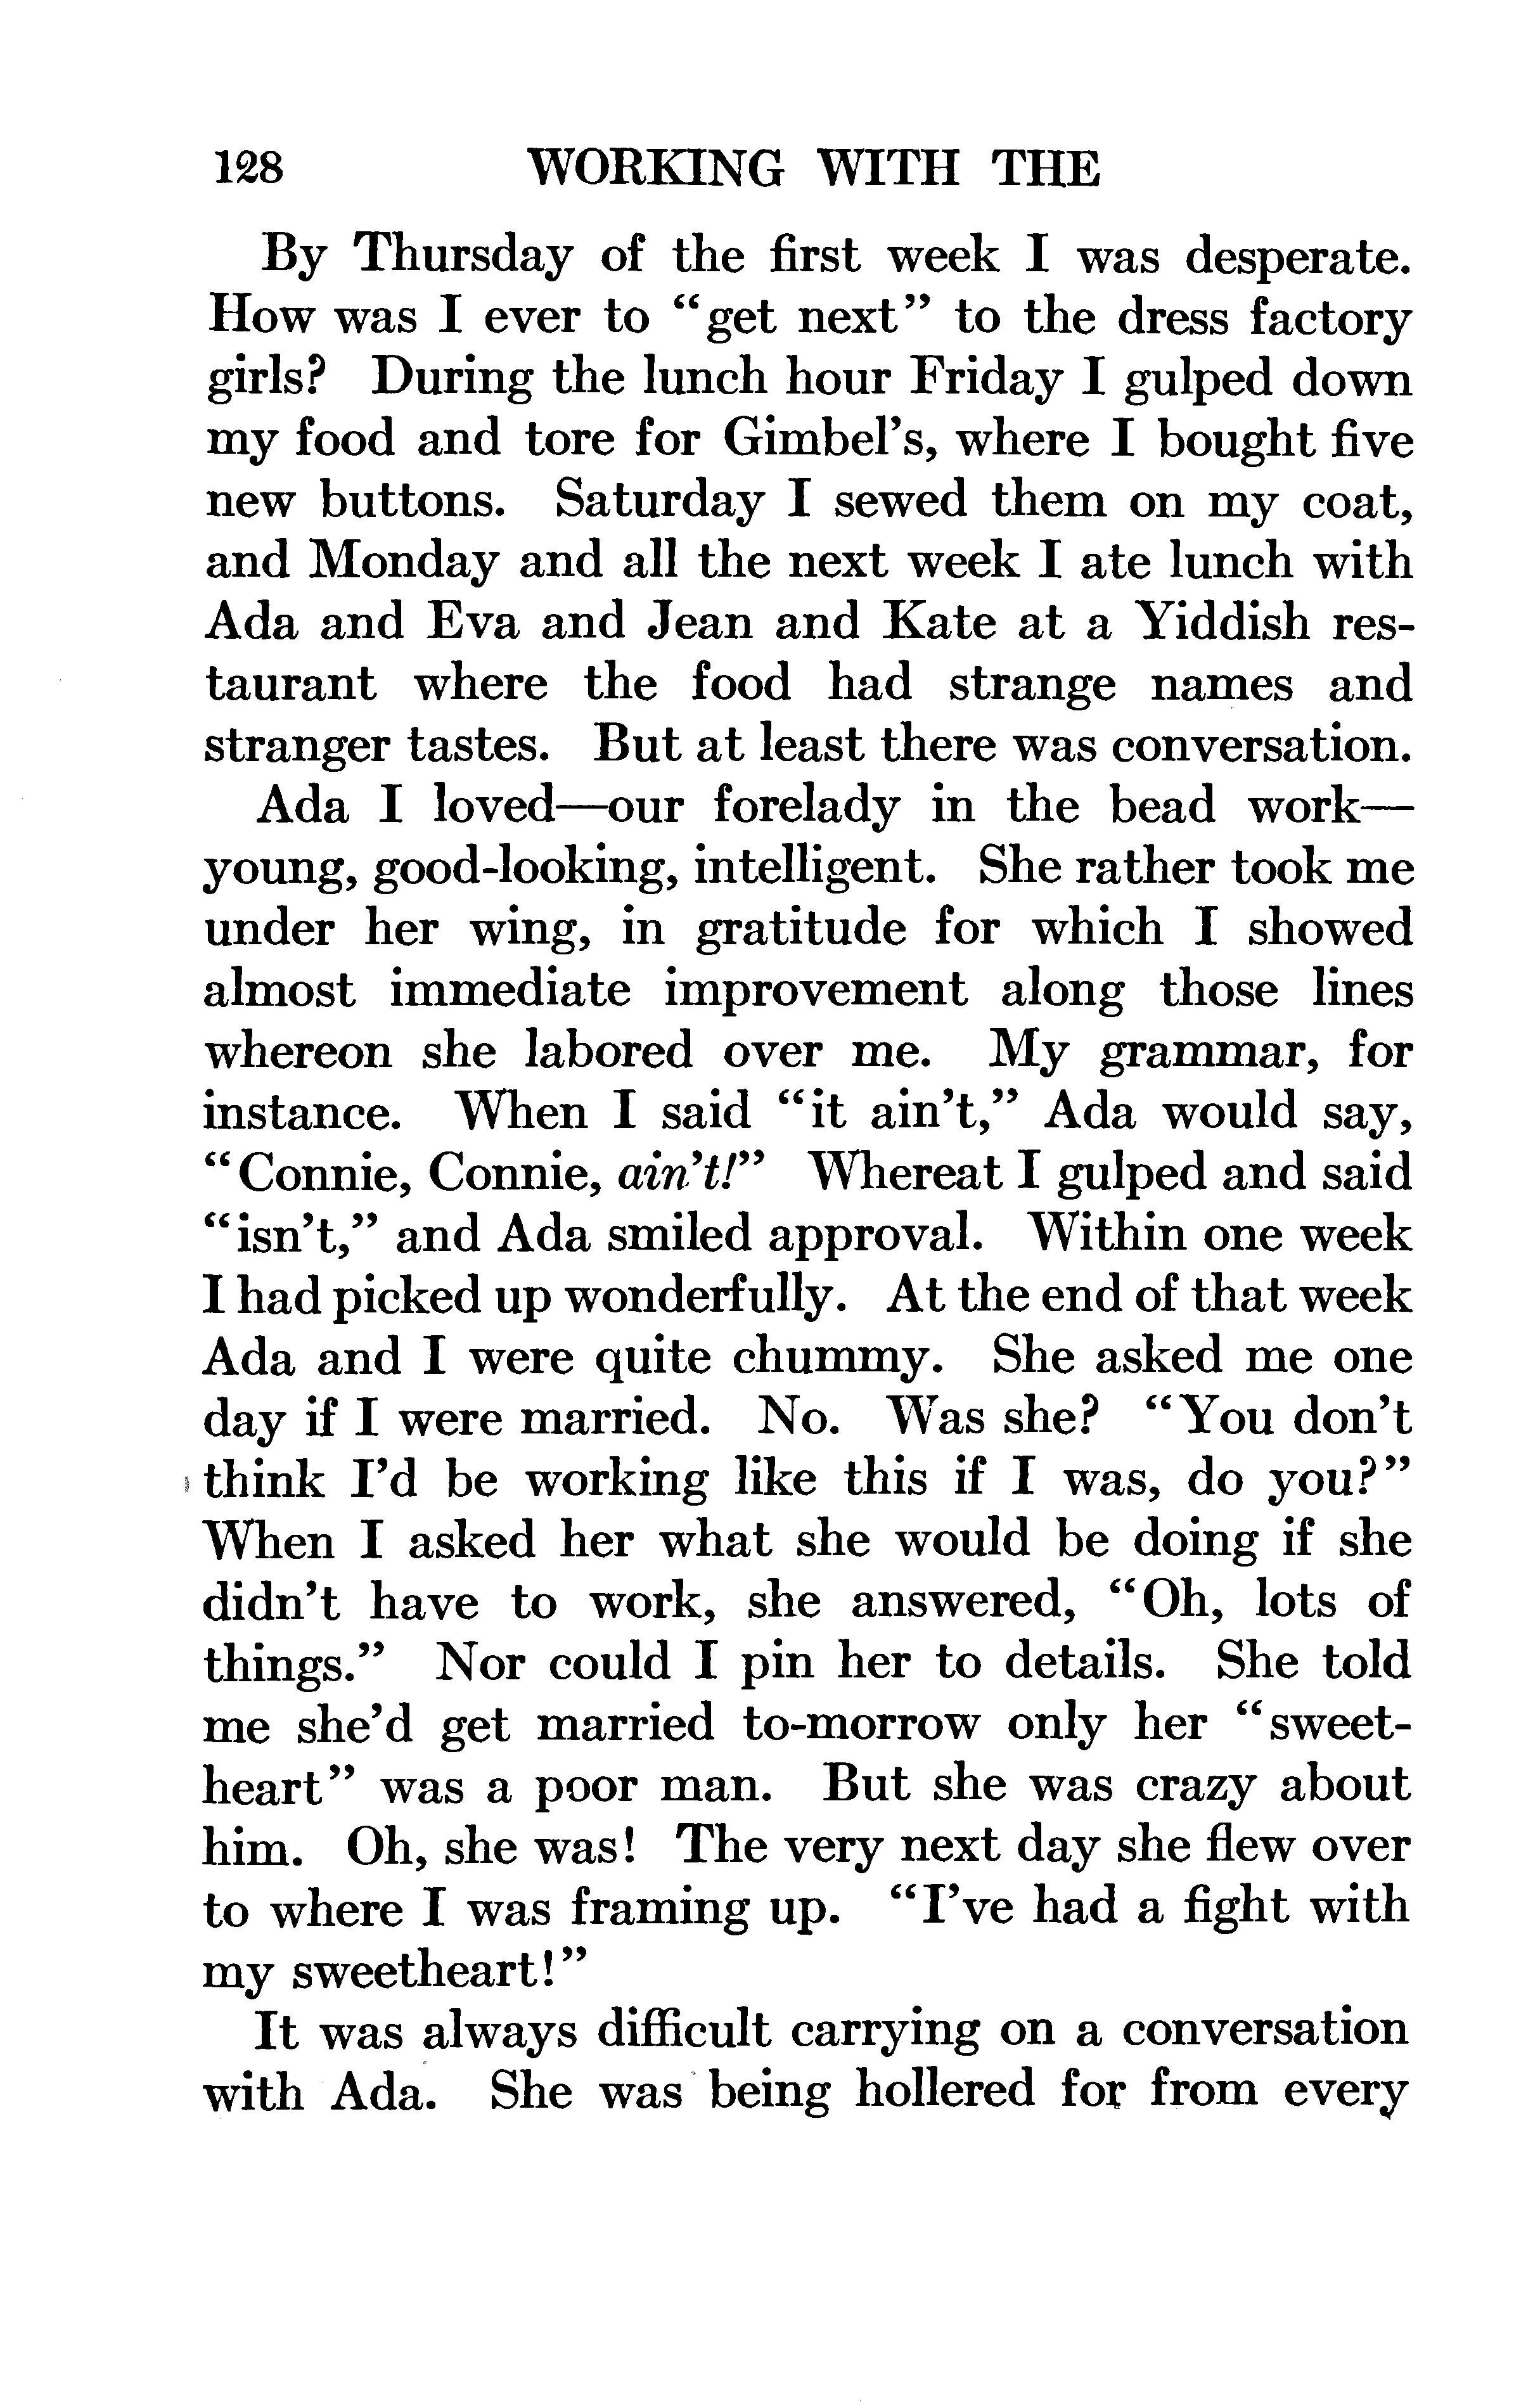 128 WORKING WITH THE
By Thursday of the first week I was desperate.
How was I ever to “get next” to the dress factory
girls? During the lunch hour Friday I gulped down
my food and tore for Gimbel’s, where I bought five
new buttons. Saturday I sewed them on my coat,
and Monday and all the next week I ate lunch with
Ada and Eva and Jean and Kate at a Yiddish res-
taurant where the food had strange names and
stranger tastes. But at least there was conversation.
Ada I loved—our forelady in the bead work—
young, good-looking, intelligent. She rather took me
under her wing, in gratitude for which I showed
almost immediate improvement along those lines
whereon she labored over me. My grammar, for
instance. When I said “it ain’t,” Ada would say,
“Connie, Connie, ain’t!” Whereat I gulped and said
“isn’t,” and Ada smiled approval. Within one week
I had picked up wonderfully. At the end of that week
Ada and I were quite chummy. She asked me one
day if I were married. No. Was she? “You don’t
think I’d be working like this if I was, do you?”
When I asked her what she would be doing if she
didn’t have to work, she answered, “Oh, lots of
things.” Nor could I pin her to details. She told
me she’d get married to-morrow only her “sweet-
heart” was a poor man. But she was crazy about
him. Oh, she was! The very next day she flew over
to where I was framing up. “I’ve had a fight with
my sweetheart!”
It was always difficult carrying on a conversation
with Ada. She was being hollered for from every